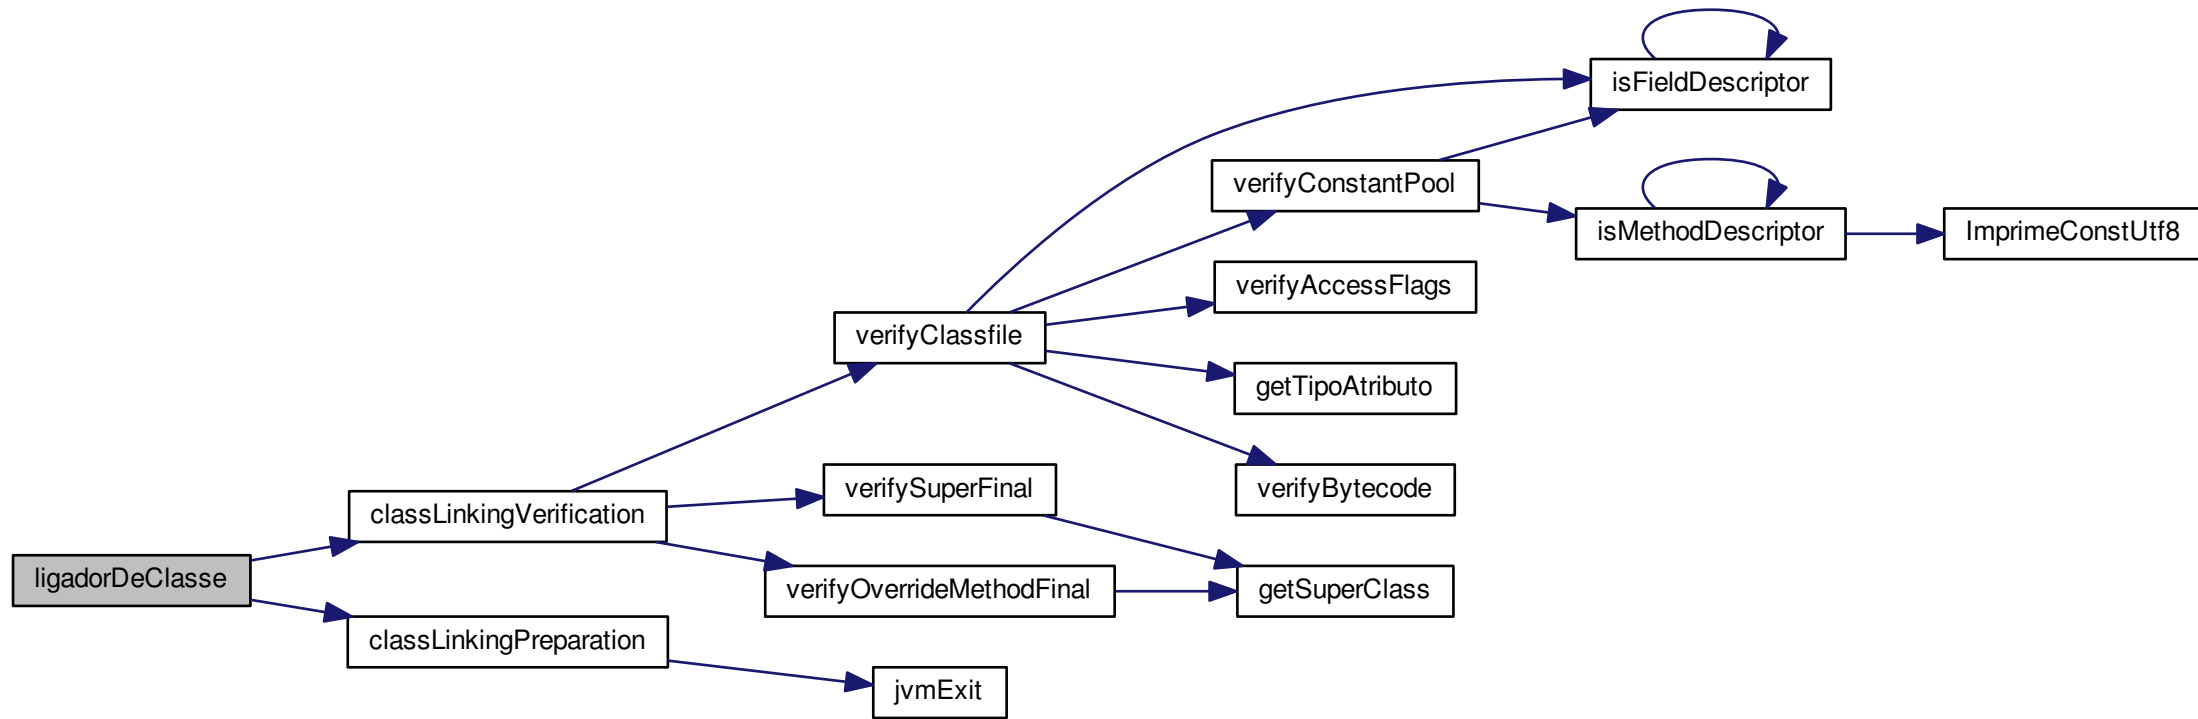 isFieldDescriptor
verifyConstantPool
isMethodDescriptor
ImprimeConstUtf8
verifyAccessFlags
verifyClassfile
getTipoAtributo
verifySuperFinal
verifyBytecode
classLinkingVerification
ligadorDeClasse
verifyOverrideMethodFinal
getSuperClass
classLinkingPreparation
jvmExit